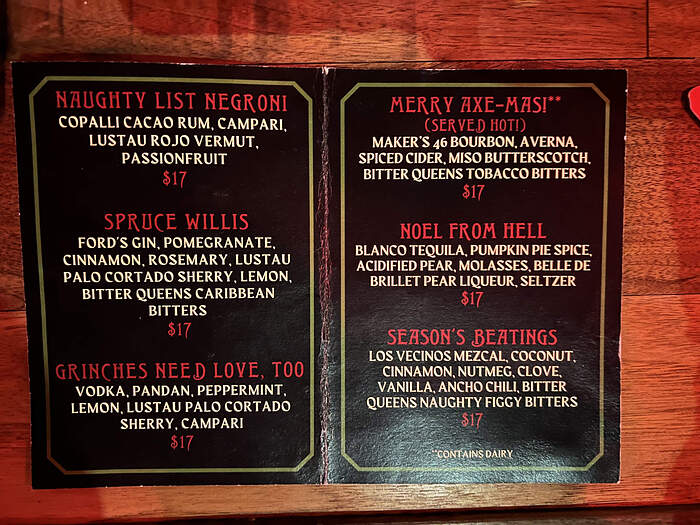 NAUGHTY LIST NEGRONI
COPALLI CACAO RUM, CAMPARI,
LUSTAU ROJO VERMUT,
PASSIONFRUIT
$17
SPRUCE WILLIS
FORD'S GIN, POMEGRANATE,
CINNAMON, ROSEMARY, LUSTAU
PALO CORTADO SHERRY, LEMON,
BITTER QUEENS CARIBBEAN
BITTERS
$17
GRINCHES NEED LOVE, TOO
VODKA, PANDAN, PEPPERMINT,
LEMON, LUSTAU PALO CORTADO
SHERRY, CAMPARI
$17
MERRY AXE-MAS!**
(SERVED HOT!)
MAKER'S 46 BOURBON, AVERNA,
SPICED CIDER, MISO BUTTERSCOTCH,
BITTER QUEENS TOBACCO BITTERS
$17
NOEL FROM HELL
BLANCO TEQUILA, PUMPKIN PIE SPICE,
ACIDIFIED PEAR, MOLASSES, BELLE DE
BRILLET PEAR LIQUEUR, SELTZER
$17
SEASON'S BEATINGS
LOS VECINOS MEZCAL, COCONUT,
CINNAMON, NUTMEG, CLOVE,
VANILLA, ANCHO CHILI, BITTER
QUEENS NAUGHTY FIGGY BITTERS
$17
**CONTAINS DAIRY